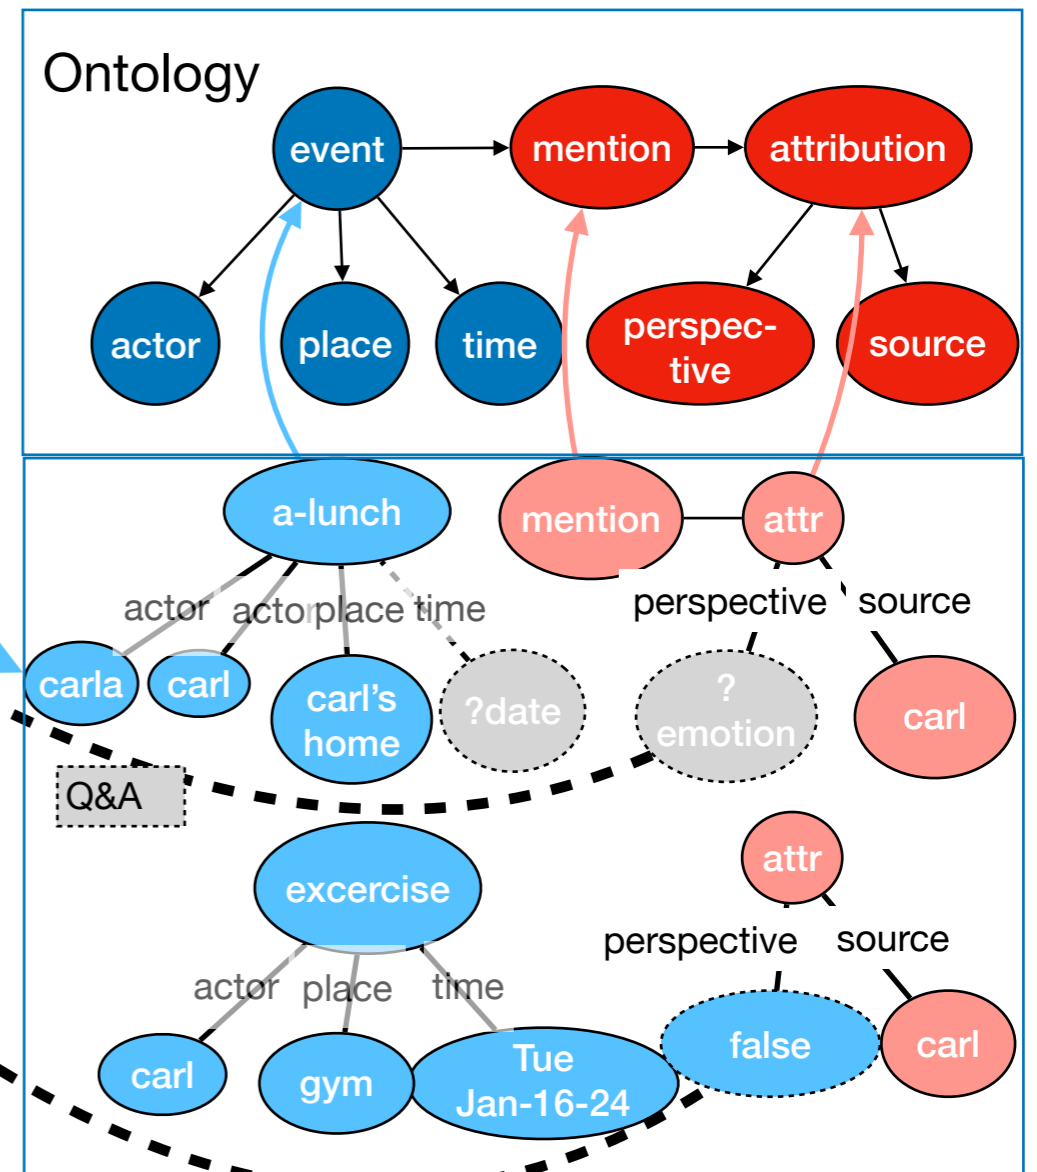 Ontology
event
mention
attribution
actor
place
time
perspec-
tive
source
a-lunch
mention
attr
actor
actor
place
time
perspective
source
carla
carl
carl's
home
?date
?
emotion
carl
Q&A
excercise
attr
perspective
source
actor
place
time
carl
gym
Tue
Jan-16-24
false
carl